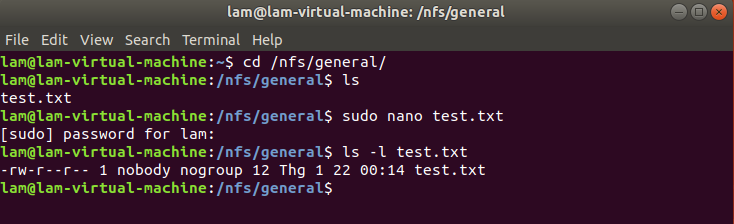 lam@lam-virtual-machine: /nfs/general
File Edit View Search Terminal Help
lam@lam-virtual-machine:~$ cd /nfs/general/
lam@lam-virtual-machine:/nfs/general$ ls
test.txt
lam@lam-virtual-machine:/nfs/general$ sudo nano test.txt
[sudo] password for lam:
lam@lam-virtual-machine:/nfs/general$ ls -l test.txt
-rw-r--r-- 1 nobody nogroup 12 Thg 1 22 00:14 test.txt
lam@lam-virtual-machine:/nfs/general$